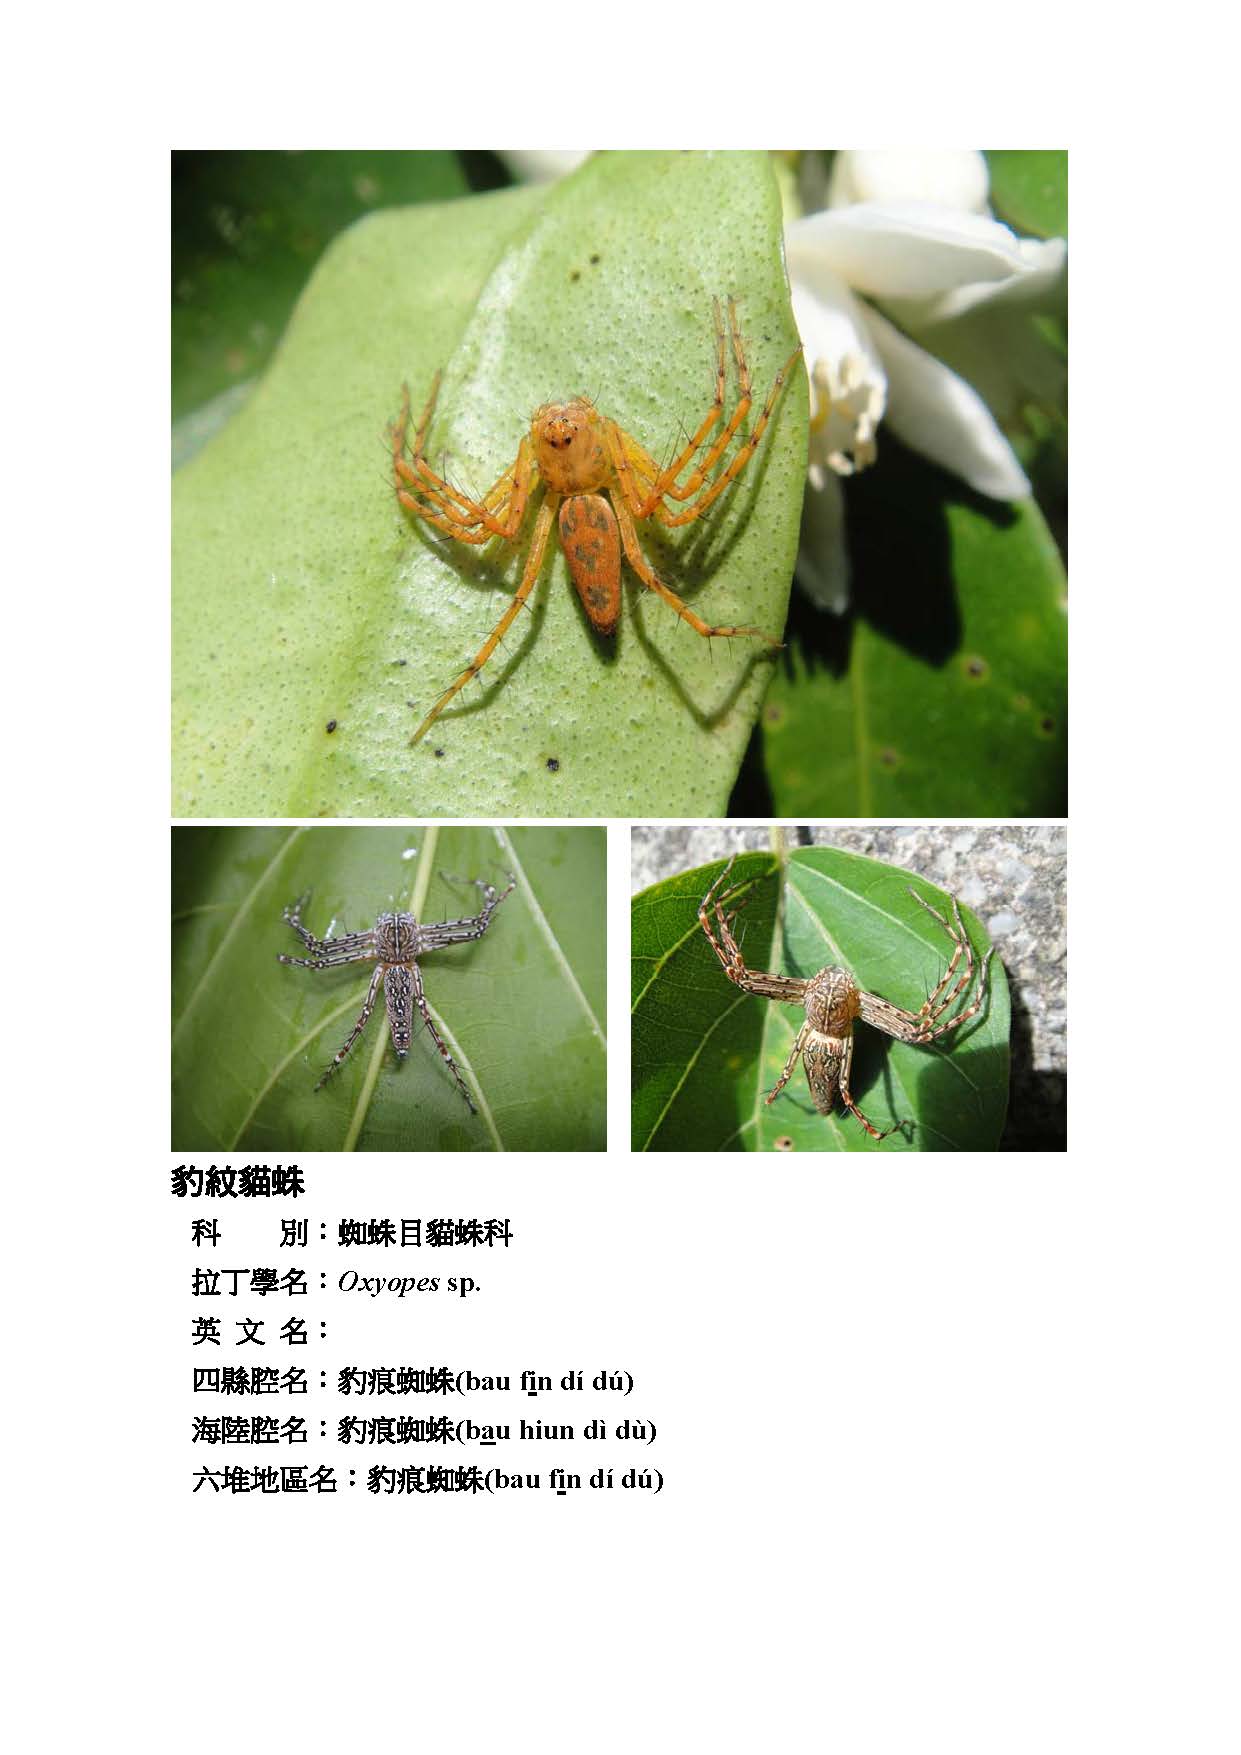 豹紋貓蛛
科　　別：蜘蛛目貓蛛科
拉丁學名：Oxyopes sp.
英 文 名：
四縣腔名：豹痕蜘蛛(bau fi̲n dí dú)
海陸腔名：豹痕蜘蛛(ba̲u hiun dì dù)
六堆地區名：豹痕蜘蛛(bau fi̲n dí dú)